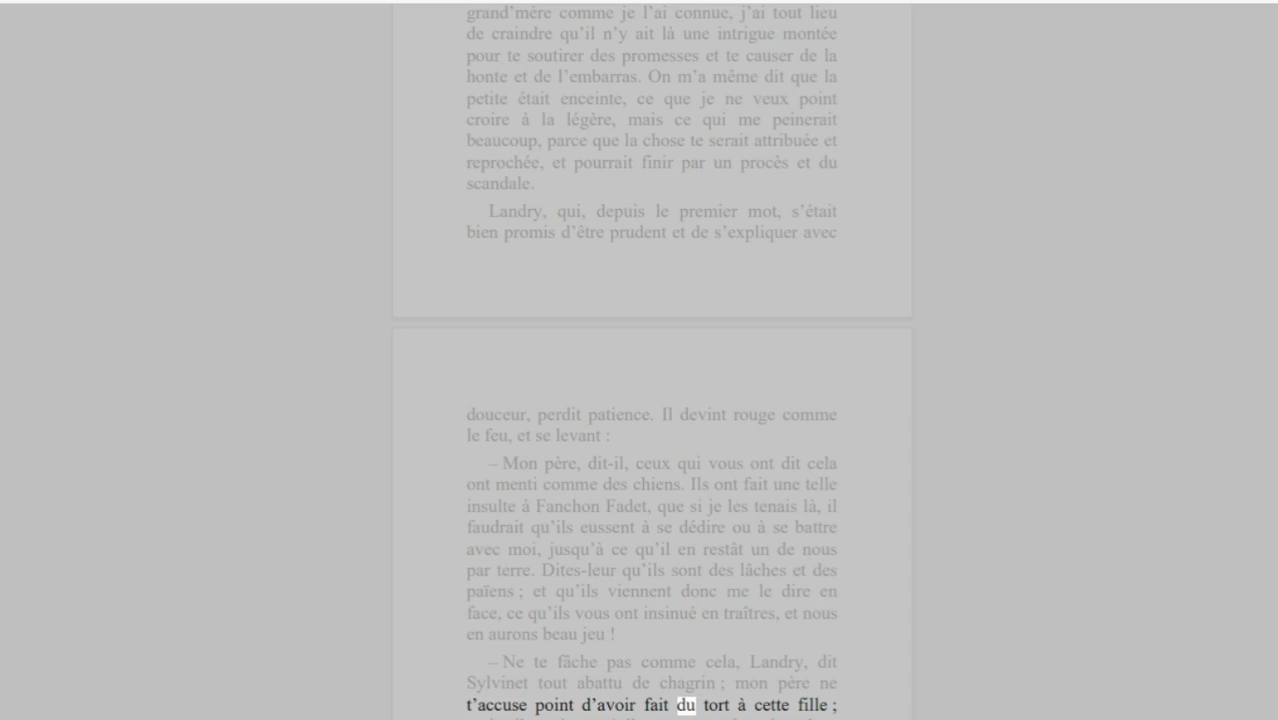 grand’mère comme je l’ai connue, j’ai tout lieu
de craindre qu’il n’y ait là une intrigue montée
pour te soutirer des promesses et te causer de la
honte et de l’embarras. On m’a même dit que la
petite était enceinte, ce que je ne veux point
croire à la légère, mais ce qui me peinerait
beaucoup, parce que la chose te serait attribuée et
reprochée, et pourrait finir par un procès et du
scandale.
Landry, qui, depuis le premier mot, s’était
bien promis d’être prudent et de s’expliquer avec
douceur, perdit patience. Il devint rouge comme
le feu, et se levant :
– Mon père, dit-il, ceux qui vous ont dit cela
ont menti comme des chiens. Ils ont fait une telle
insulte à Fanchon Fadet, que si je les tenais là, il
faudrait qu’ils eussent à se dédire ou à se battre
avec moi, jusqu’à ce qu’il en restât un de nous
par terre. Dites-leur qu’ils sont des lâches et des
païens ; et qu’ils viennent donc me le dire en
face, ce qu’ils vous ont insinué en traîtres, et nous
en aurons beau jeu !
– Ne te fâche pas comme cela, Landry, dit
Sylvinet tout abattu de chagrin ; mon père ne
t’accuse point d’avoir fait du tort à cette fille ;